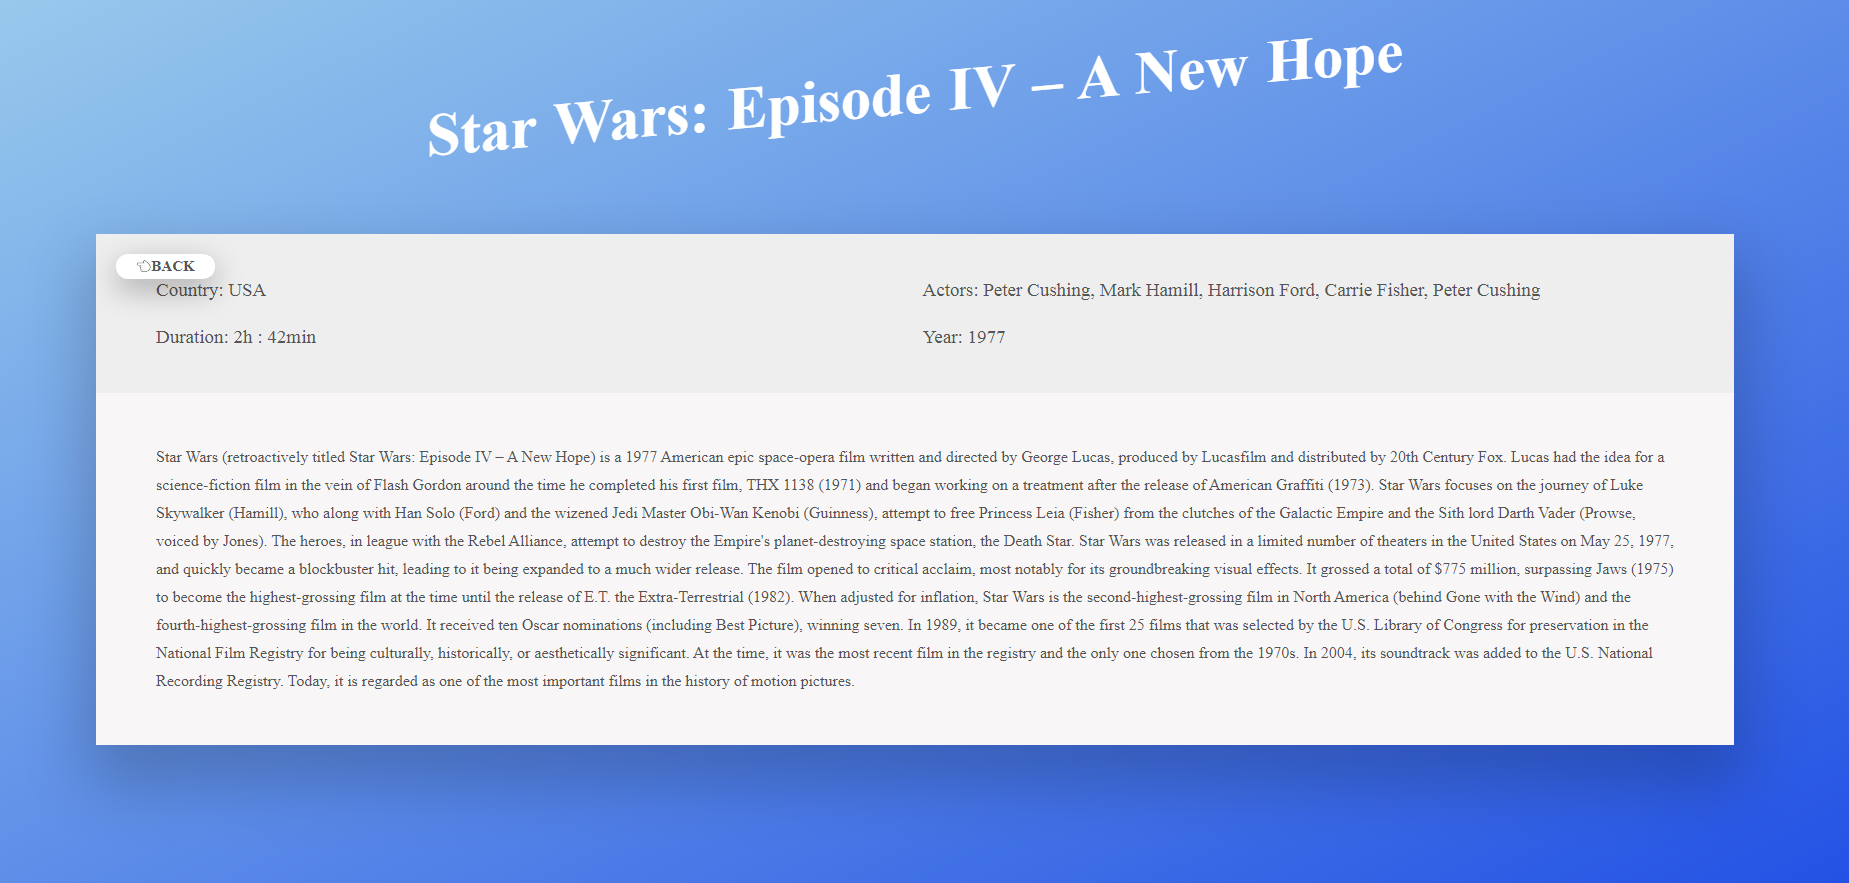 Star Wars: Episode IV – A New Hope
BACK
Country: USA
Actors: Peter Cushing, Mark Hamill, Harrison Ford, Carrie Fisher, Peter Cushing
Duration: 2h : 42min
Year: 1977
Star Wars (retroactively titled Star Wars: Episode IV – A New Hope) is a 1977 American epic space-opera film written and directed by George Lucas, produced by Lucasfilm and distributed by 20th Century Fox. Lucas had the idea for a
science-fiction film in the vein of Flash Gordon around the time he completed his first film, THX 1138 (1971) and began working on a treatment after the release of American Graffiti (1973). Star Wars focuses on the journey of Luke
Skywalker (Hamill), who along with Han Solo (Ford) and the wizened Jedi Master Obi-Wan Kenobi (Guinness), attempt to free Princess Leia (Fisher) from the clutches of the Galactic Empire and the Sith lord Darth Vader (Prowse,
voiced by Jones). The heroes, in league with the Rebel Alliance, attempt to destroy the Empire's planet-destroying space station, the Death Star. Star Wars was released in a limited number of theaters in the United States on May 25, 1977,
and quickly became a blockbuster hit, leading to it being expanded to a much wider release. The film opened to critical acclaim, most notably for its groundbreaking visual effects. It grossed a total of $775 million, surpassing Jaws (1975)
to become the highest-grossing film at the time until the release of E.T. the Extra-Terrestrial (1982). When adjusted for inflation, Star Wars is the second-highest-grossing film in North America (behind Gone with the Wind) and the
fourth-highest-grossing film in the world. It received ten Oscar nominations (including Best Picture), winning seven. In 1989, it became one of the first 25 films that was selected by the U.S. Library of Congress for preservation in the
National Film Registry for being culturally, historically, or aesthetically significant. At the time, it was the most recent film in the registry and the only one chosen from the 1970s. In 2004, its soundtrack was added to the U.S. National
Recording Registry. Today, it is regarded as one of the most important films in the history of motion pictures.